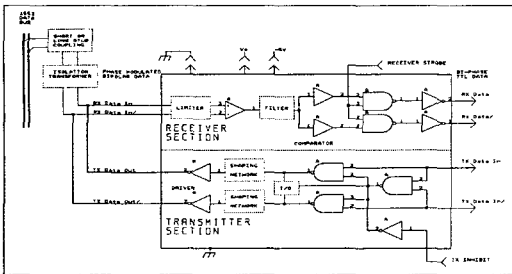 1553
DATA
BUS
SHORT OR
LONG STUB
COUPLING
ISOLATION
TRANSFORMER
PHASE MODULATED
BIPOLAR DATA
RECEIVER STROBE
BI-PHASE
TTL DATA
RX Data In
RX Data In/
LIMITER
FILTER
RX Data
RX Data/
RECEIVER
SECTION
COMPARATOR
TX Data Out
SHAPING
NETWORK
TX Data In
DRIVER
TX Data Out/
SHAPING
NETWORK
TX Data In/
TRANSMITTER
SECTION
TX INHIBIT